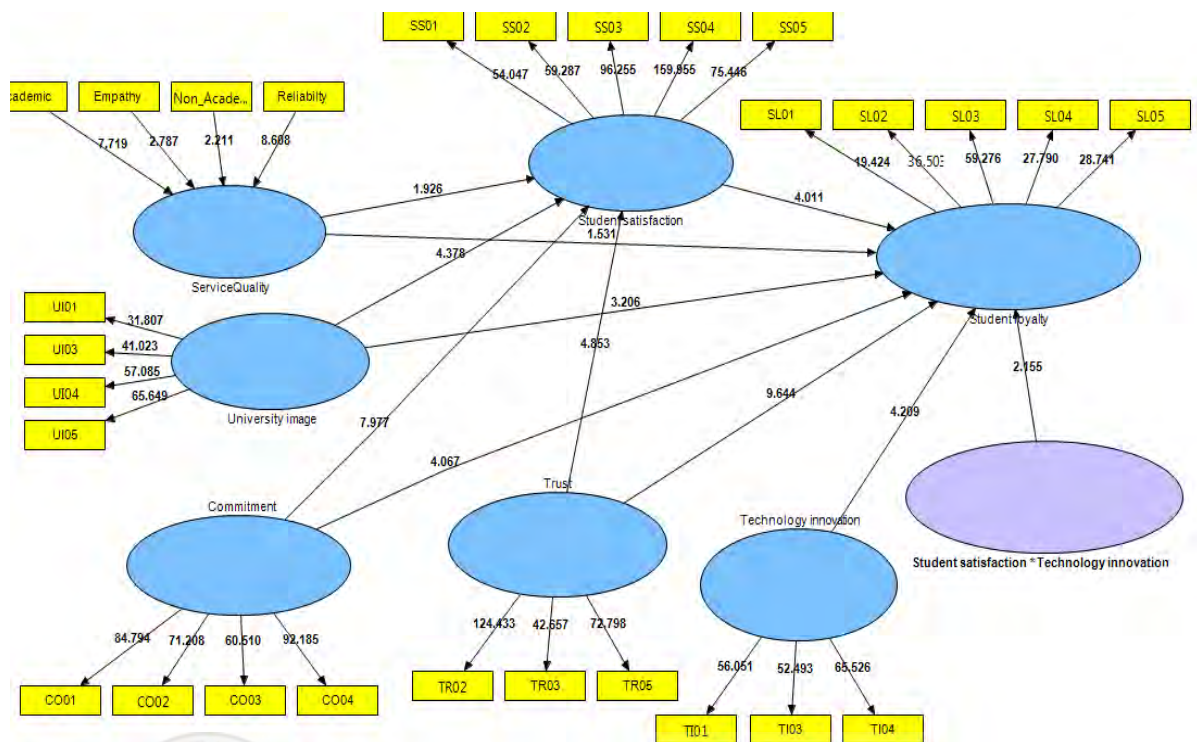 SS01
SS02
SS03
SS04
SS05
54.047
59.287
96.255
159.955
75.446
cademic
Empathy
Non_Acade...
Reliabilty
7.719
2.787
2.211
8.608
SL01
SL02
SL03
SL04
SL05
19.424
36.503
59.276
27.790
28.741
1.926
4.011
Student satisfaction
1.531
4.378
ServiceQuality
UI01
UI03
UI04
UI05
31.807
41.023
57.085
65.649
University image
3.206
Student loyalty
4.853
2.155
7.977
9.644
4.209
4.067
Commitment
Trust
Technology innovation
Student satisfaction * Technology innovation
84.794
71.208
60.510
92.185
124.433
42.657
72.798
56.051
52.493
65.526
CO01
CO02
CO03
CO04
TR02
TR03
TR05
TI01
TI03
TI04